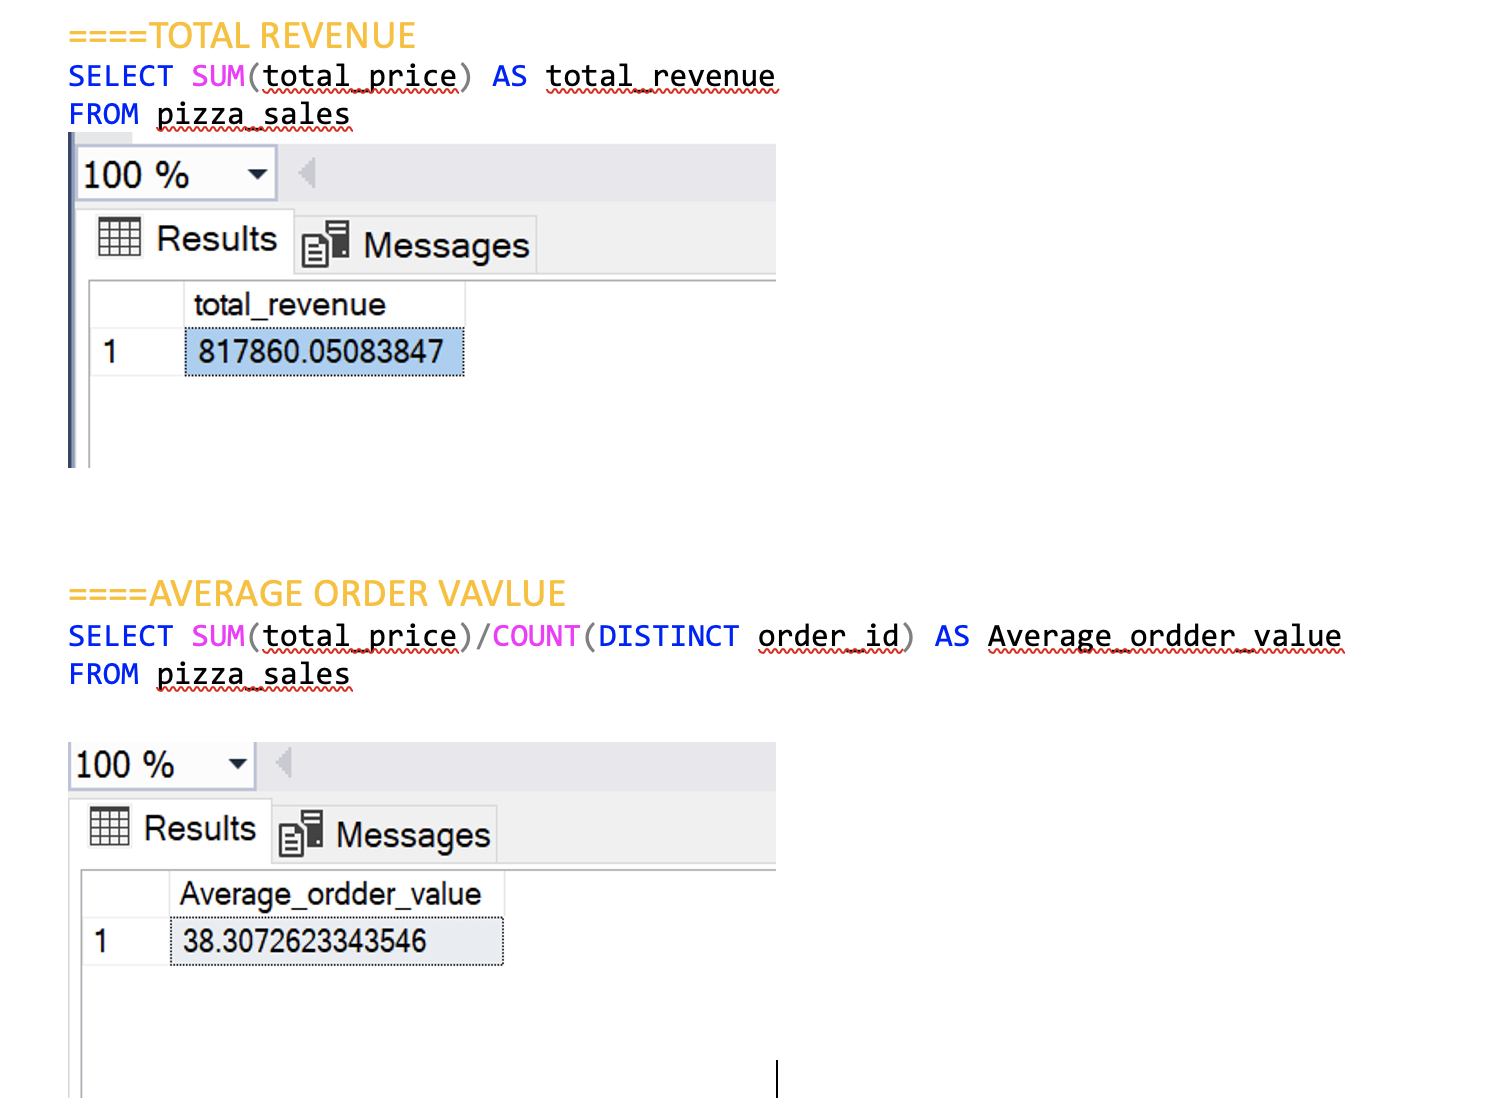 ====TOTAL REVENUE
SELECT SUM(total_price) AS total_revenue
FROM pizza_sales
100 %
Results Messages
total_revenue
1 817860.05083847
====AVERAGE ORDER VAVLUE
SELECT SUM(total_price)/COUNT(DISTINCT order_id) AS Average_ordder_value
FROM pizza_sales
100 %
Results Messages
Average_ordder_value
1 38.3072623343546